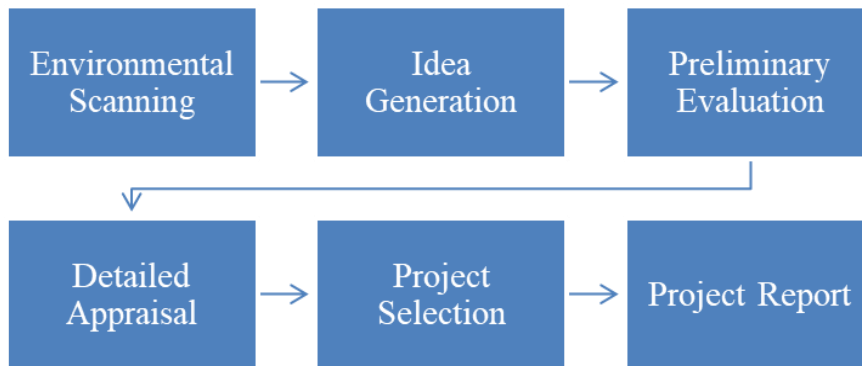 Environmental
Scanning
Idea
Generation
Preliminary
Evaluation
Detailed
Appraisal
Project
Selection
Project Report